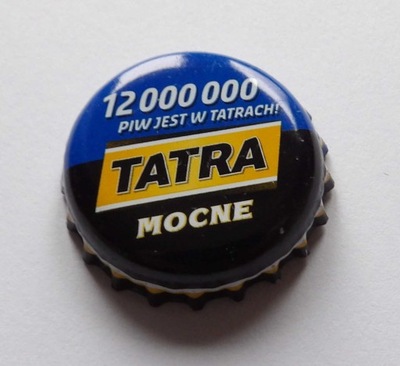 12 000 000
PIW JEST W TATRACH!
TATRA
MOCNE